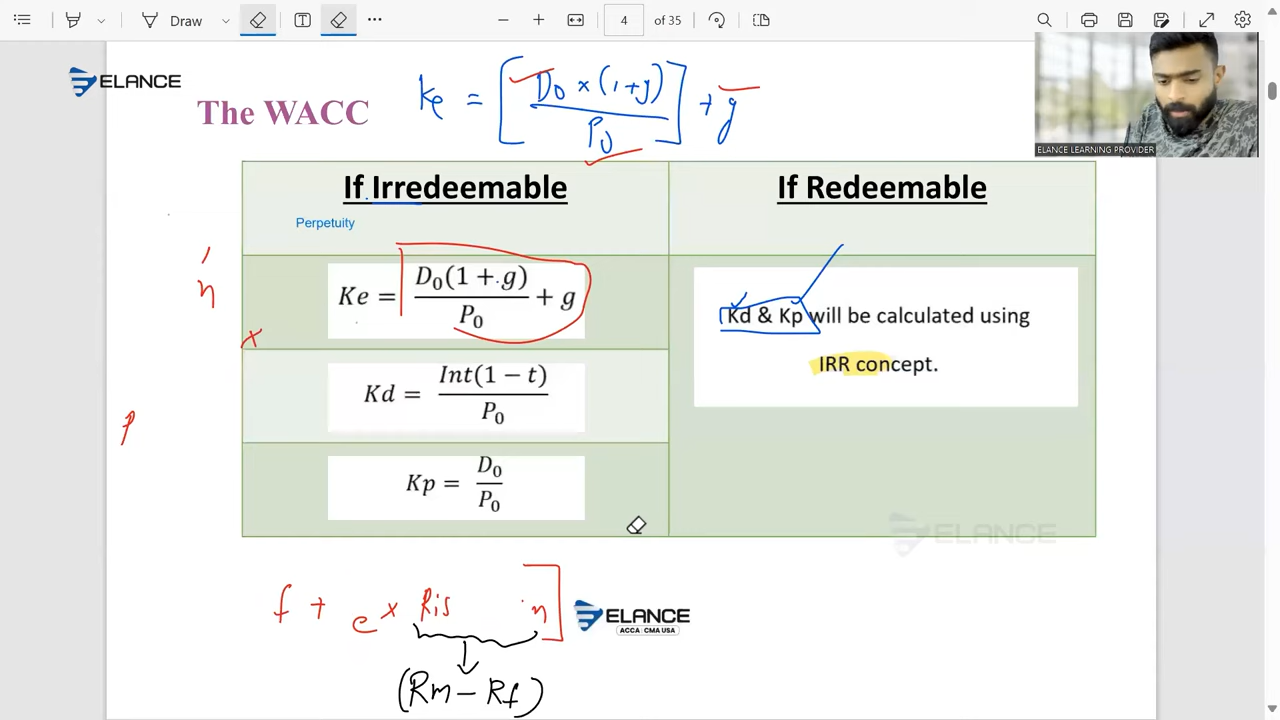 Draw
4 of 35
ELANCE
The WACC
Ke = [D₀ × (1+g) / P₀] + g
ELANCE LEARNING PROVIDER
If Irredeemable
If Redeemable
Perpetuity
Ke = D₀(1 + g) / P₀ + g
Kd & Kp will be calculated using
IRR concept.
Kd = Int(1 − t) / P₀
Kp = D₀ / P₀
ELANCE
f + e × Ris n]
ELANCE
ACCA | CMA USA
(Rm − Rf)